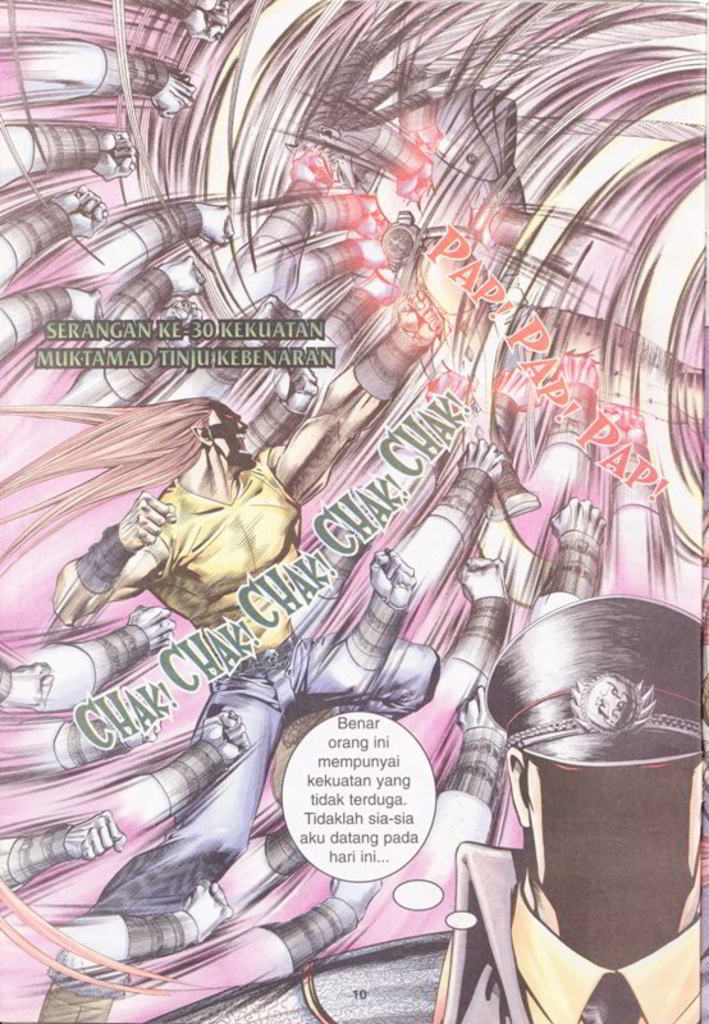 SERANGAN KE-30 KEKUATAN
MUKTAMAD TINJU KEBENARAN
PAP! PAP! PAP! PAP!
CHAK! CHAK! CHAK! CHAK! CHAK!
Benar
orang ini
mempunyai
kekuatan yang
tidak terduga.
Tidaklah sia-sia
aku datang pada
hari ini...
10